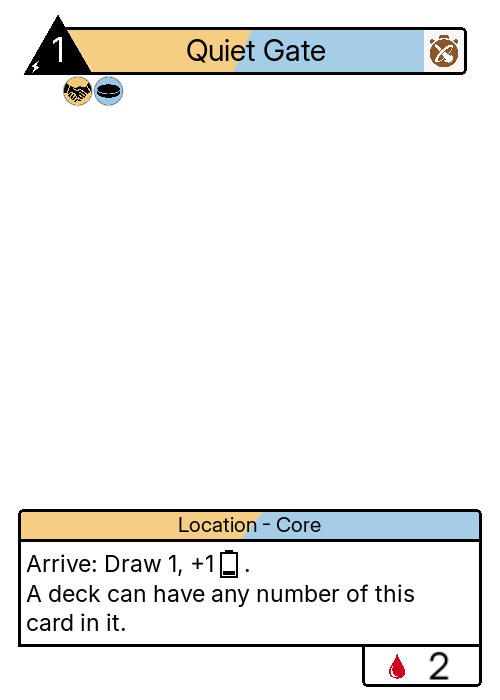 1
Quiet Gate
Location - Core
Arrive: Draw 1, +1 .
A deck can have any number of this
card in it.
2